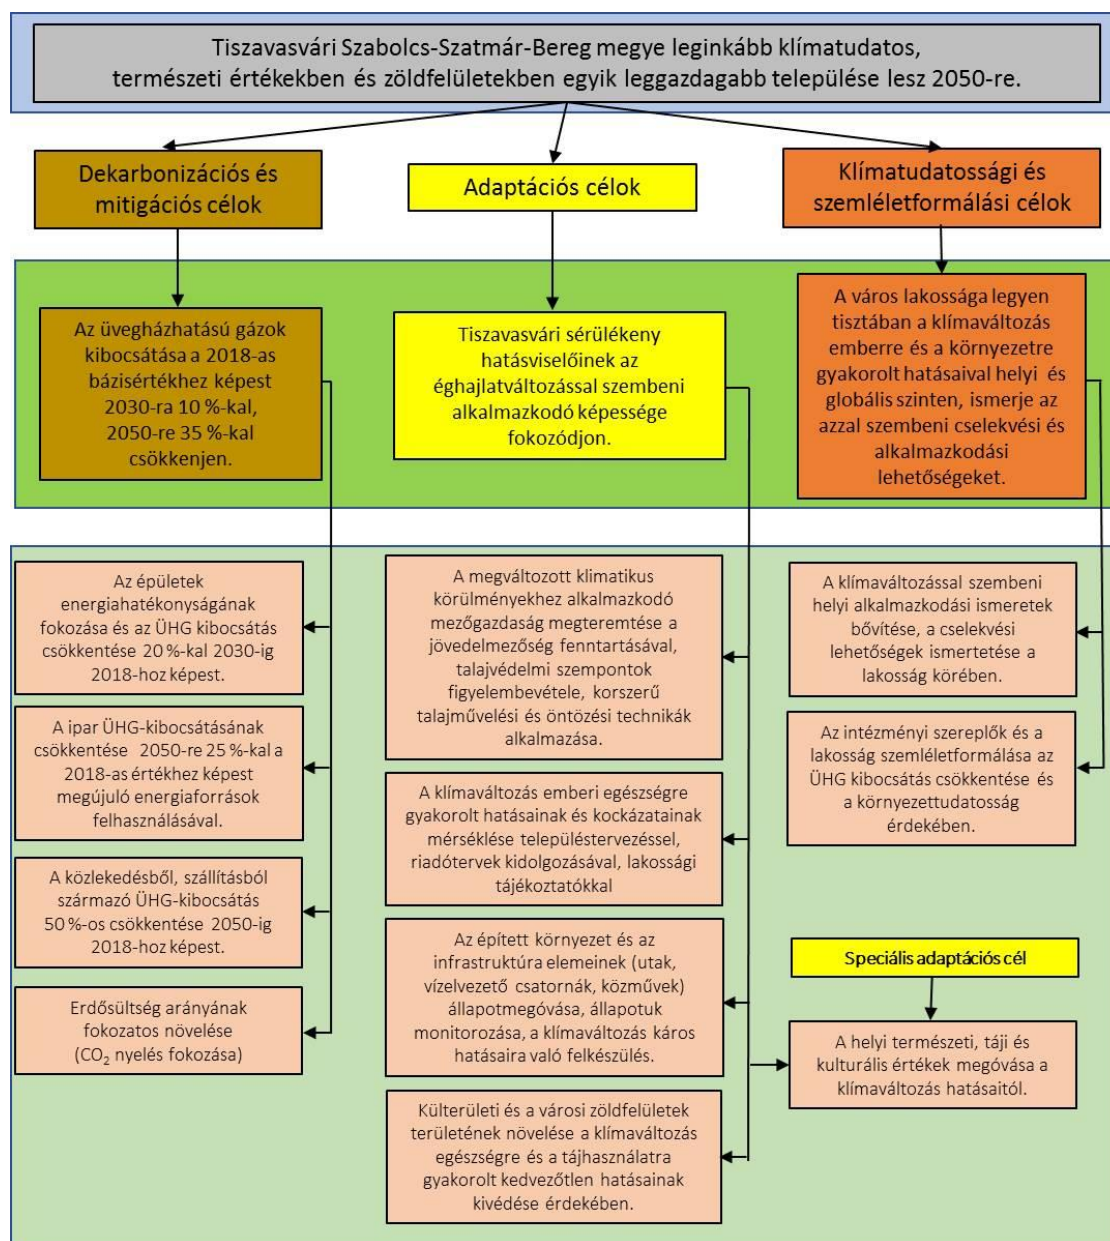 Tiszavasvári Szabolcs-Szatmár-Bereg megye leginkább klímatudatos,
természeti értékekben és zöldfelületekben egyik leggazdagabb települése lesz 2050-re.
Dekarbonizációs és
mitigációs célok
Adaptációs célok
Klímatudatossági és
szemléletformálási célok
Az üvegházhatású gázok
kibocsátása a 2018-as
bázisértékhez képest
2030-ra 10 %-kal,
2050-re 35 %-kal
csökkenjen.
Tiszavasvári sérülékeny
hatásviselőinek az
éghajlatváltozással szembeni
alkalmazkodó képessége
fokozódjon.
A város lakossága legyen
tisztában a klímaváltozás
emberre és a környezetre
gyakorolt hatásaival helyi és
globális szinten, ismerje az
azzal szembeni cselekvési és
alkalmazkodási
lehetőségeket.
Az épületek
energiahatékonyságának
fokozása és az ÜHG kibocsátás
csökkentése 20 %-kal 2030-ig
2018-hoz képest.
A ipar ÜHG-kibocsátásának
csökkentése 2050-re 25 %-kal a
2018-as értékhez képest
megújuló energiaforrások
felhasználásával.
A közlekedésből, szállításból
származó ÜHG-kibocsátás
50 %-os csökkentése 2050-ig
2018-hoz képest.
Erdősültség arányának
fokozatos növelése
(CO₂ nyelés fokozása)
A megváltozott klimatikus
körülményekhez alkalmazkodó
mezőgazdaság megteremtése a
jövedelmezőség fenntartásával,
talajvédelmi szempontok
figyelembevétele, korszerű
talajművelési és öntözési technikák
alkalmazása.
A klímaváltozás emberi egészségre
gyakorolt hatásainak és kockázatainak
mérséklése településtervezéssel,
riadótervek kidolgozásával, lakossági
tájékoztatókkal
Az épített környezet és az
infrastruktúra elemeinek (utak,
vízelvezető csatornák, közművek)
állapotmegóvása, állapotuk
monitorozása, a klímaváltozás káros
hatásaira való felkészülés.
Külterületi és a városi zöldfelületek
területének növelése a klímaváltozás
egészségre és a tájhasználatra
gyakorolt kedvezőtlen hatásainak
kivédése érdekében.
A klímaváltozással szembeni
helyi alkalmazkodási ismeretek
bővítése, a cselekvési
lehetőségek ismertetése a
lakosság körében.
Az intézményi szereplők és a
lakosság szemléletformálása az
ÜHG kibocsátás csökkentése és
a környezettudatosság
érdekében.
Speciális adaptációs cél
A helyi természeti, táji és
kulturális értékek megóvása a
klímaváltozás hatásaitól.